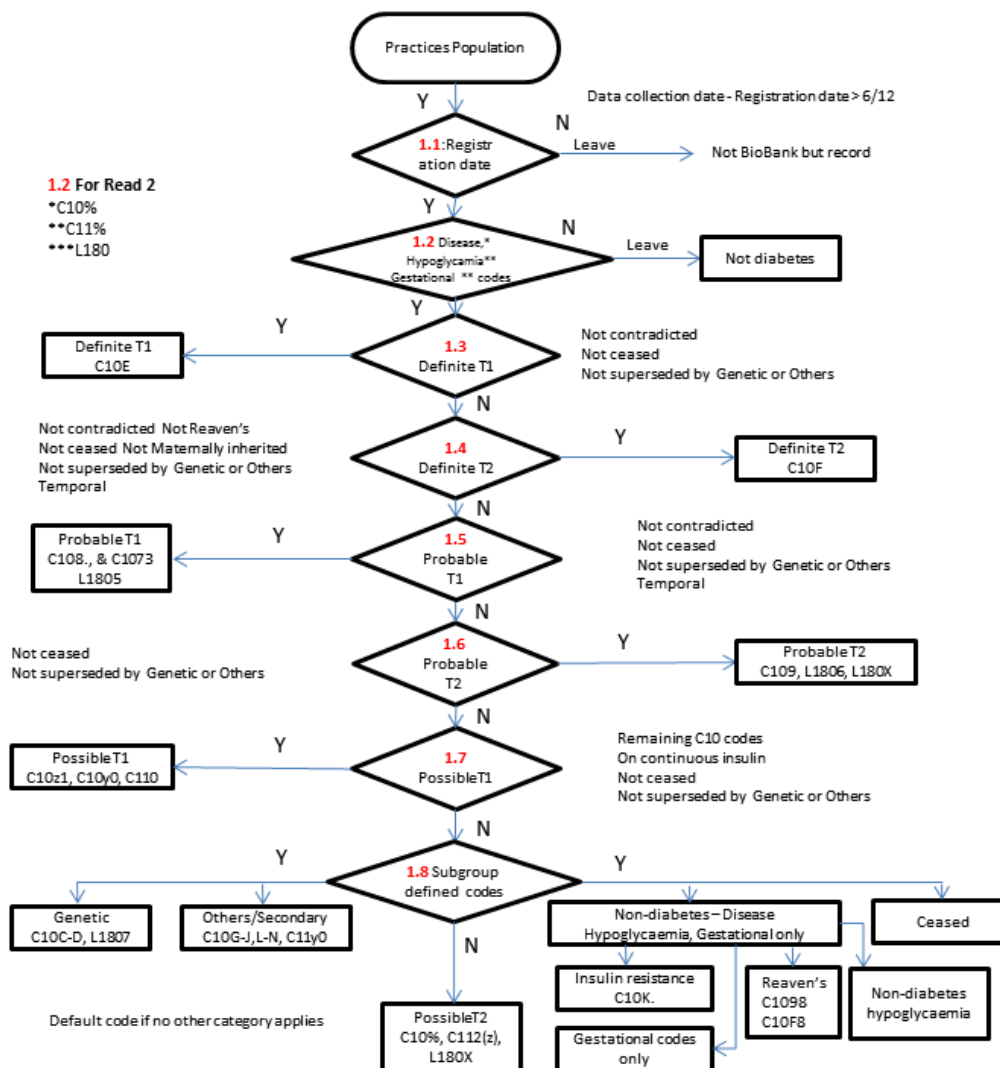 Practices Population
Y
Data collection date - Registration date > 6/12
N
1.1:Registr
ation date
Leave
Not BioBank but record
1.2 For Read 2
*C10%
**C11%
***L180
Y
N
1.2 Disease,*
Hypoglycamia**
Gestational ** codes
Leave
Not diabetes
Y
Y
Y
Definite T1
C10E
1.3
Definite T1
Not contradicted
Not ceased
Not superseded by Genetic or Others
N
Not contradicted Not Reaven's
Not ceased Not Maternally inherited
Not superseded by Genetic or Others
Temporal
1.4
Definite T2
Y
Definite T2
C10F
N
Y
Probable T1
C108., & C1073
L1805
1.5
Probable
T1
Not contradicted
Not ceased
Not superseded by Genetic or Others
Temporal
N
Not ceased
Not superseded by Genetic or Others
1.6
Probable
T2
Y
Probable T2
C109, L1806, L180X
N
Y
Possible T1
C10z1, C10y0, C110
1.7
PossibleT1
Remaining C10 codes
On continuous insulin
Not ceased
Not superseded by Genetic or Others
N
Y
1.8 Subgroup
defined codes
Y
Genetic
C10C-D, L1807
Others/Secondary
C10G-J,L-N, C11y0
N
Non-diabetes – Disease
Hypoglycaemia, Gestational only
Ceased
Insulin resistance
C10K.
Reaven's
C1098
C10F8
Non-diabetes
hypoglycaemia
Default code if no other category applies
PossibleT2
C10%, C112(z),
L180X
Gestational codes
only